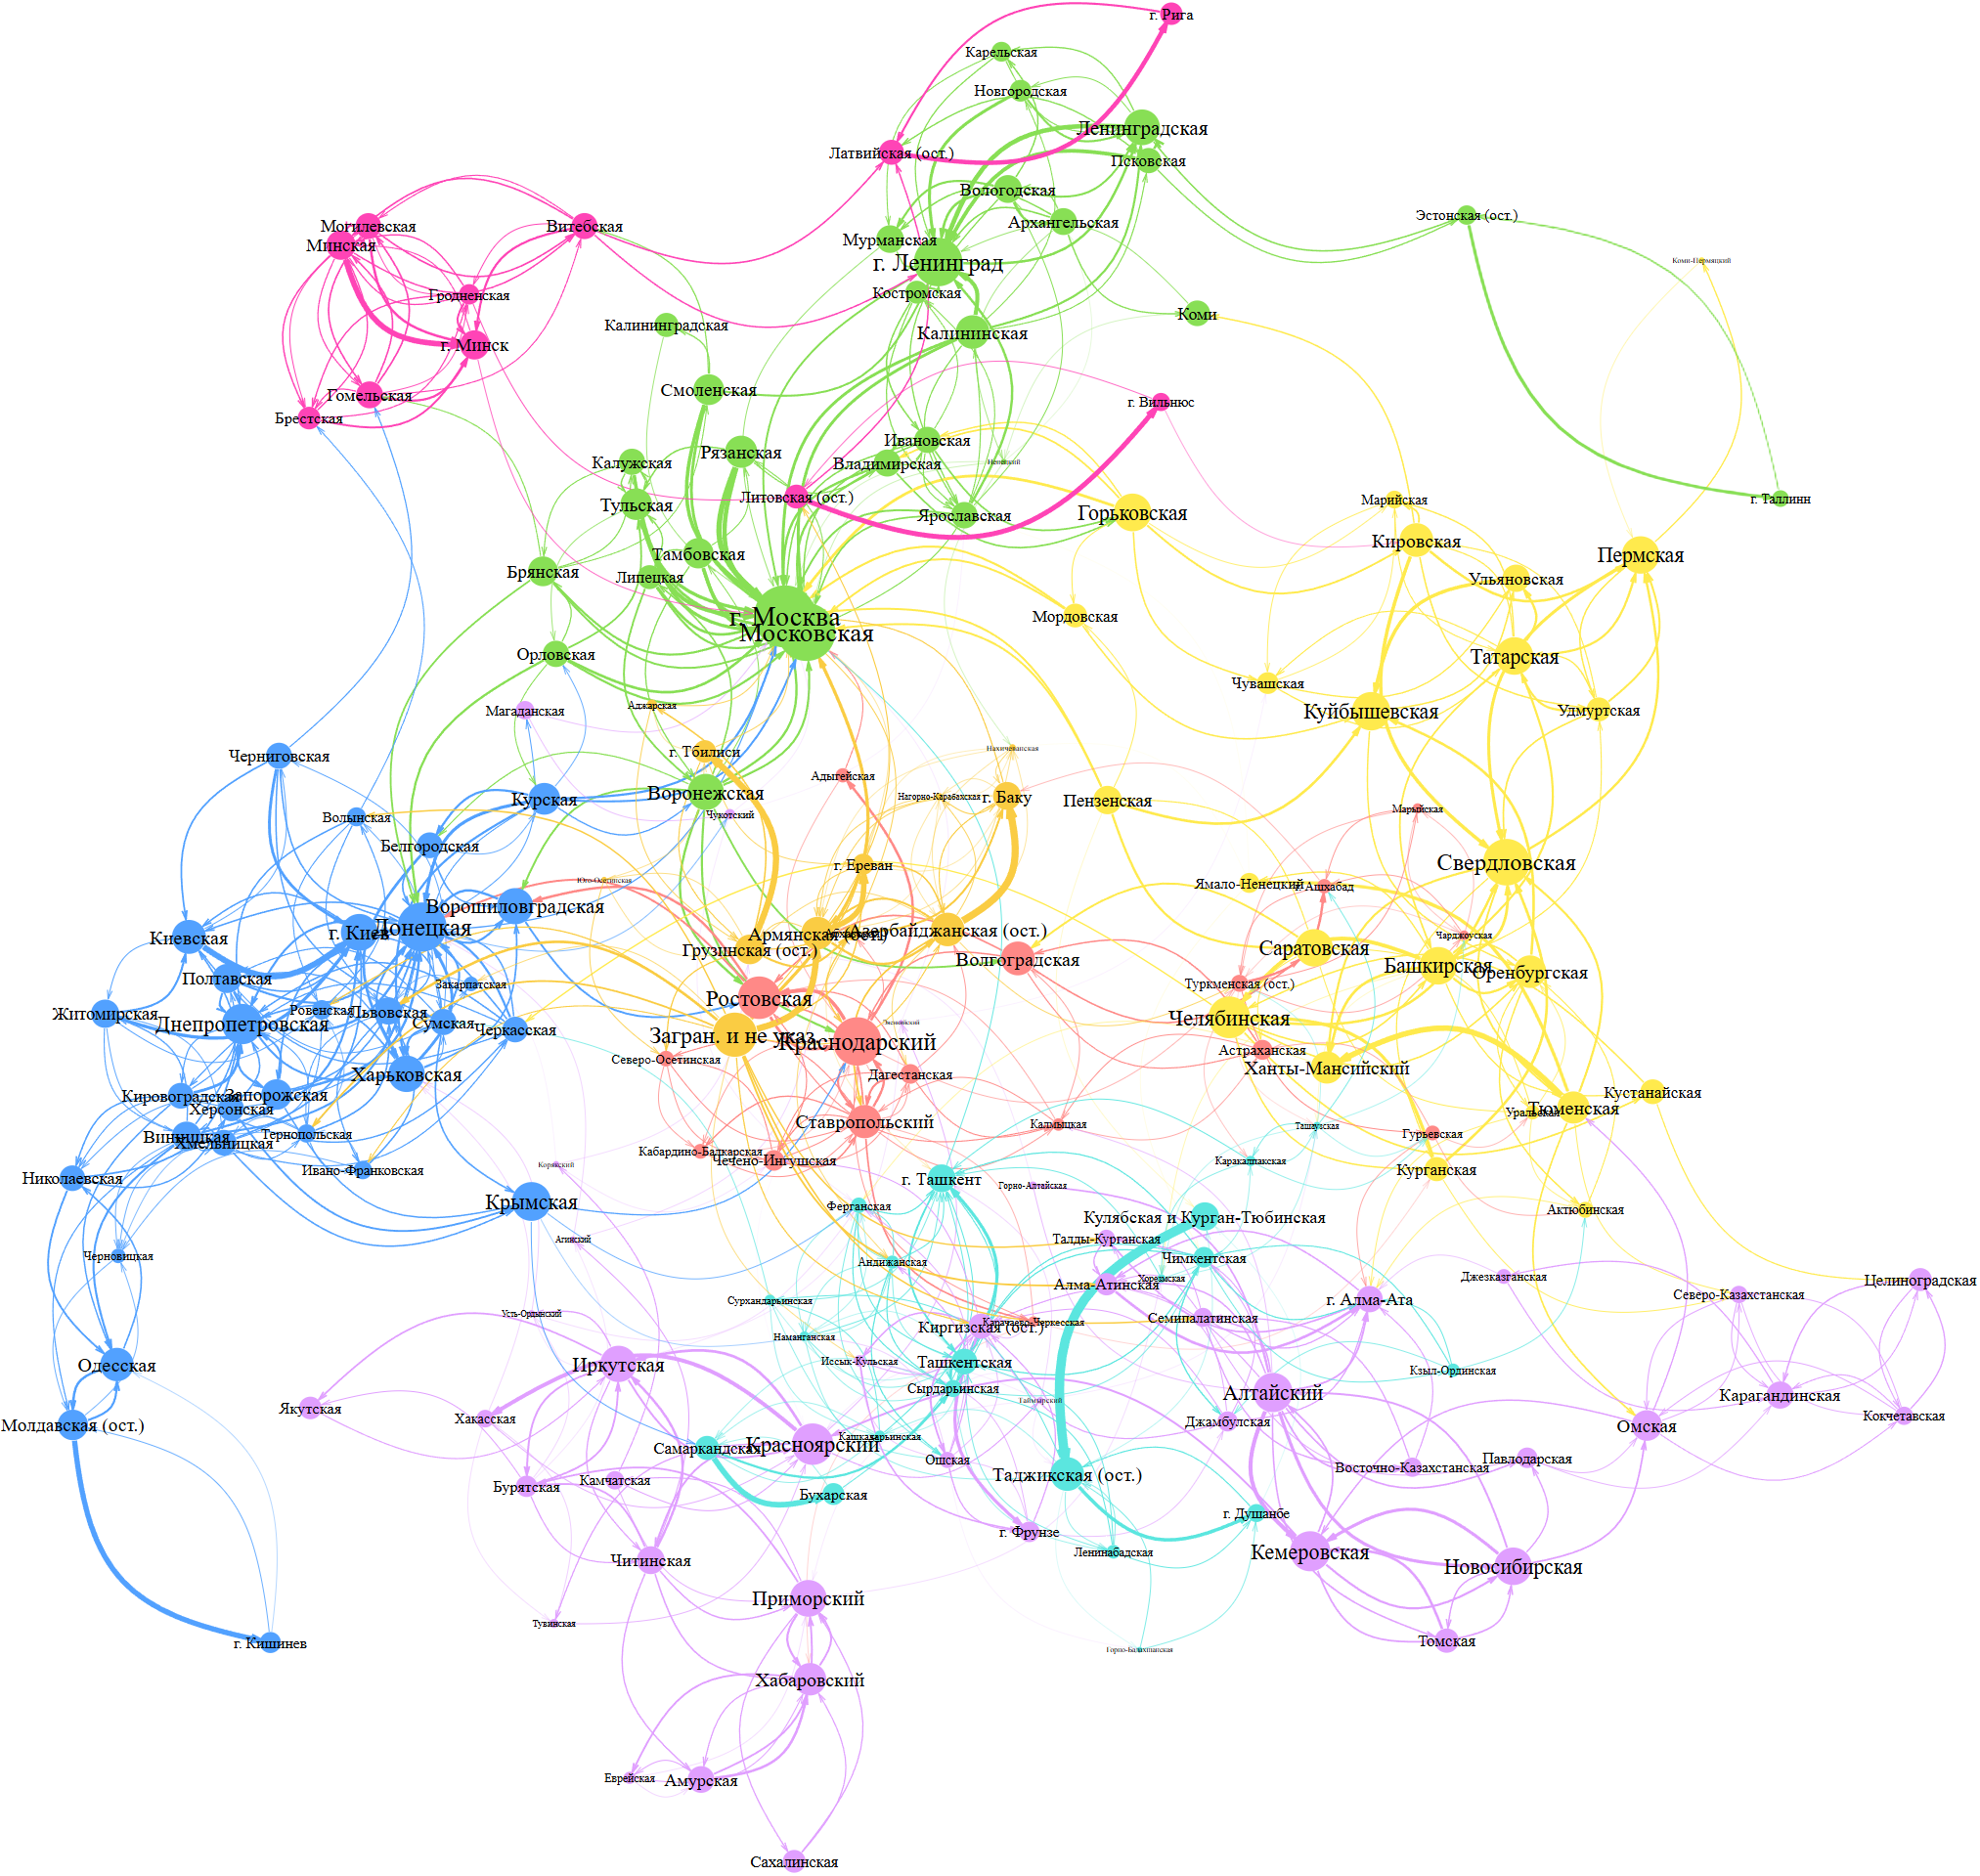 г. Рига
Карельская
Новгородская
Ленинградская
Латвийская (ост.)
Псковская
Вологодская
Эстонская (ост.)
Архангельская
Могилевская
Витебская
Минская
Мурманская
г. Ленинград
Коми-Пермяцкий
Гродненская
Костромская
Коми
Калининградская
Калининская
г. Минск
Смоленская
Гомельская
г. Вильнюс
Брестская
Ивановская
Рязанская
Калужская
Владимирская
Ненецкий
Литовская (ост.)
Марийская
г. Таллинн
Тульская
Ярославская
Горьковская
Кировская
Тамбовская
Пермская
Брянская
Липецкая
Ульяновская
г. Москва
Мордовская
Московская
Орловская
Татарская
Чувашская
Аджарская
Магаданская
Куйбышевская
Удмуртская
г. Тбилиси
Нахичеванская
Черниговская
Адыгейская
Воронежская
Нагорно-Карабахская
г. Баку
Курская
Пензенская
Марыйская
Чукотский
Волынская
Белгородская
г. Ереван
Свердловская
Юго-Осетинская
Ямало-Ненецкий
г. Ашхабад
Ворошиловградская
Донецкая
г. Киев
Киевская
Армянская (ост.)
Азербайджанская (ост.)
Чарджоуская
Грузинская (ост.)
Саратовская
Волгоградская
Башкирская
Оренбургская
Полтавская
Закарпатская
Туркменская (ост.)
Ростовская
Ровенская
Львовская
Житомирская
Днепропетровская
Сумская
Черкасская
Челябинская
Загран. и не указ.
Краснодарский
Астраханская
Северо-Осетинская
Ханты-Мансийский
Харьковская
Дагестанская
Кустанайская
Кировоградская
Запорожская
Херсонская
Уральская
Тюменская
Ставропольский
Калмыцкая
Ташаузская
Гурьевская
Винницкая
Тернопольская
Хмельницкая
Кабардино-Балкарская
Чечено-Ингушская
Каракалпакская
Корякский
Ивано-Франковская
Курганская
Николаевская
г. Ташкент
Горно-Алтайская
Крымская
Ферганская
Актюбинская
Кулябская и Курган-Тюбинская
Агинский
Талды-Курганская
Черновицкая
Андижанская
Чимкентская
Хорезмская
Джезказганская
Целиноградская
Алма-Атинская
Северо-Казахстанская
Сурхандарьинская
г. Алма-Ата
Усть-Ордынский
Семипалатинская
Карачаево-Черкесская
Киргизская (ост.)
Наманганская
Иссык-Кульская
Ташкентская
Одесская
Иркутская
Кзыл-Ординская
Сырдарьинская
Алтайский
Карагандинская
Таймырский
Якутская
Хакасская
Джамбулская
Кокчетавская
Молдавская (ост.)
Омская
Кашкадарьинская
Самаркандская
Красноярский
Ошская
Павлодарская
Восточно-Казахстанская
Таджикская (ост.)
Камчатская
Бурятская
Бухарская
г. Душанбе
г. Фрунзе
Ленинабадская
Кемеровская
Читинская
Новосибирская
Приморский
Тувинская
г. Кишинев
Томская
Горно-Бадахшанская
Хабаровский
Еврейская
Амурская
Сахалинская